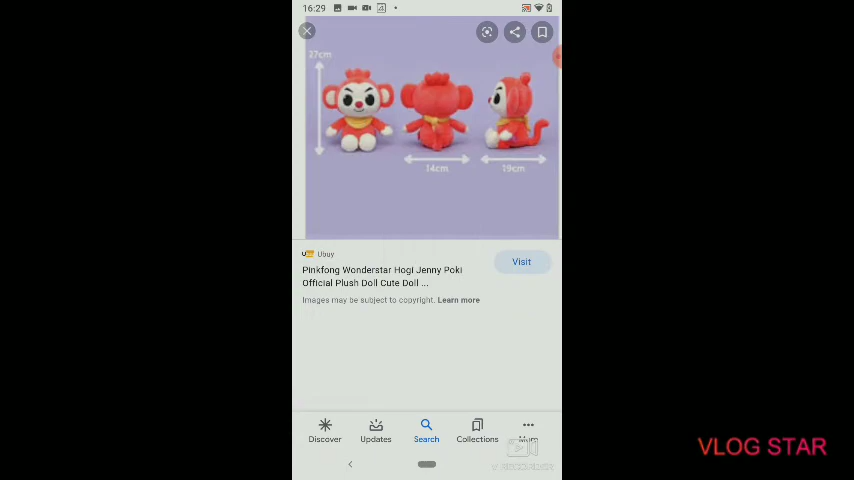 16:29
27cm
14cm
19cm
Ubuy
Pinkfong Wonderstar Hogi Jenny Poki
Official Plush Doll Cute Doll ...
Visit
Images may be subject to copyright. Learn more
Discover
Updates
Search
Collections
More
VLOG STAR